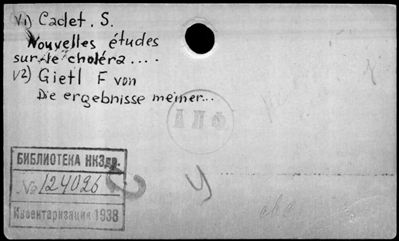 V1) Cadet. S.
Nouvelles études
sur le choléra ....
V2) Gietl F von
Die ergebnisse meiner...
БИБЛИОТЕКА НКЗдр.
№ 124026
Инвентаризация 1938